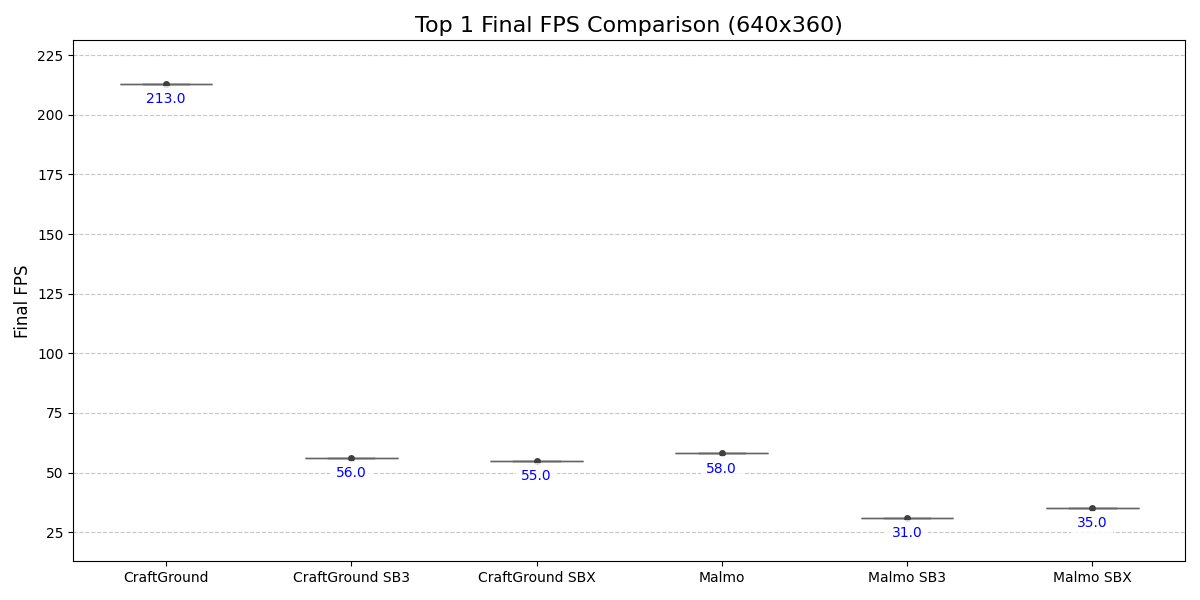 Top 1 Final FPS Comparison (640x360)
Final FPS
225
200
175
150
125
100
75
50
25
213.0
56.0
55.0
58.0
31.0
35.0
CraftGround
CraftGround SB3
CraftGround SBX
Malmo
Malmo SB3
Malmo SBX